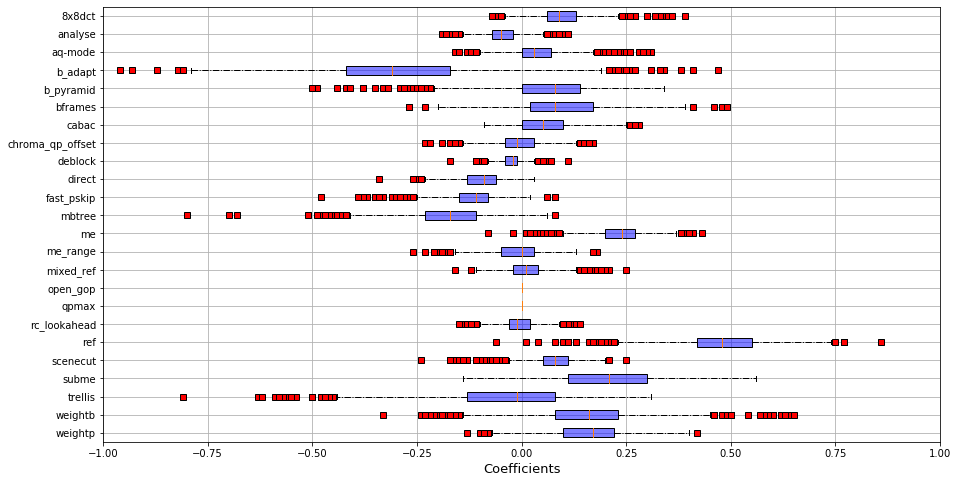 8x8dct
analyse
aq-mode
b_adapt
b_pyramid
bframes
cabac
chroma_qp_offset
deblock
direct
fast_pskip
mbtree
me
me_range
mixed_ref
open_gop
qpmax
rc_lookahead
ref
scenecut
subme
trellis
weightb
weightp
−1.00 −0.75 −0.50 −0.25 0.00 0.25 0.50 0.75 1.00
Coefficients